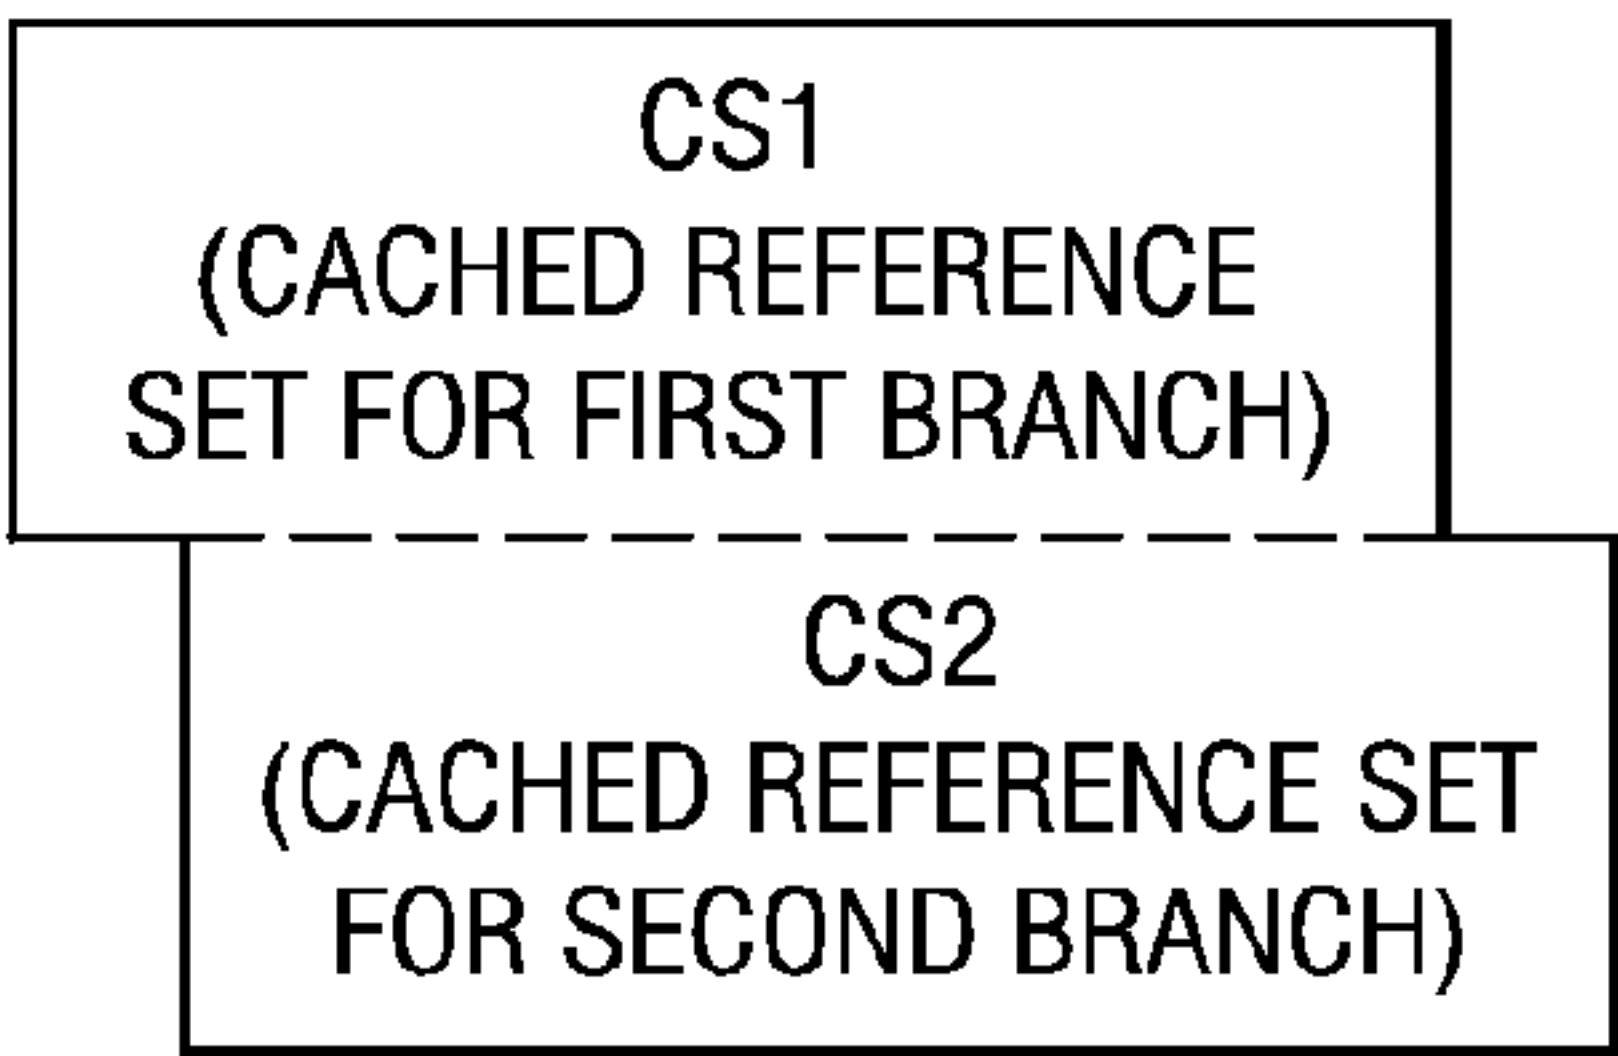 CS1
(CACHED REFERENCE
SET FOR FIRST BRANCH)
CS2
(CACHED REFERENCE SET
FOR SECOND BRANCH)